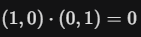 (1,0) · (0,1) = 0